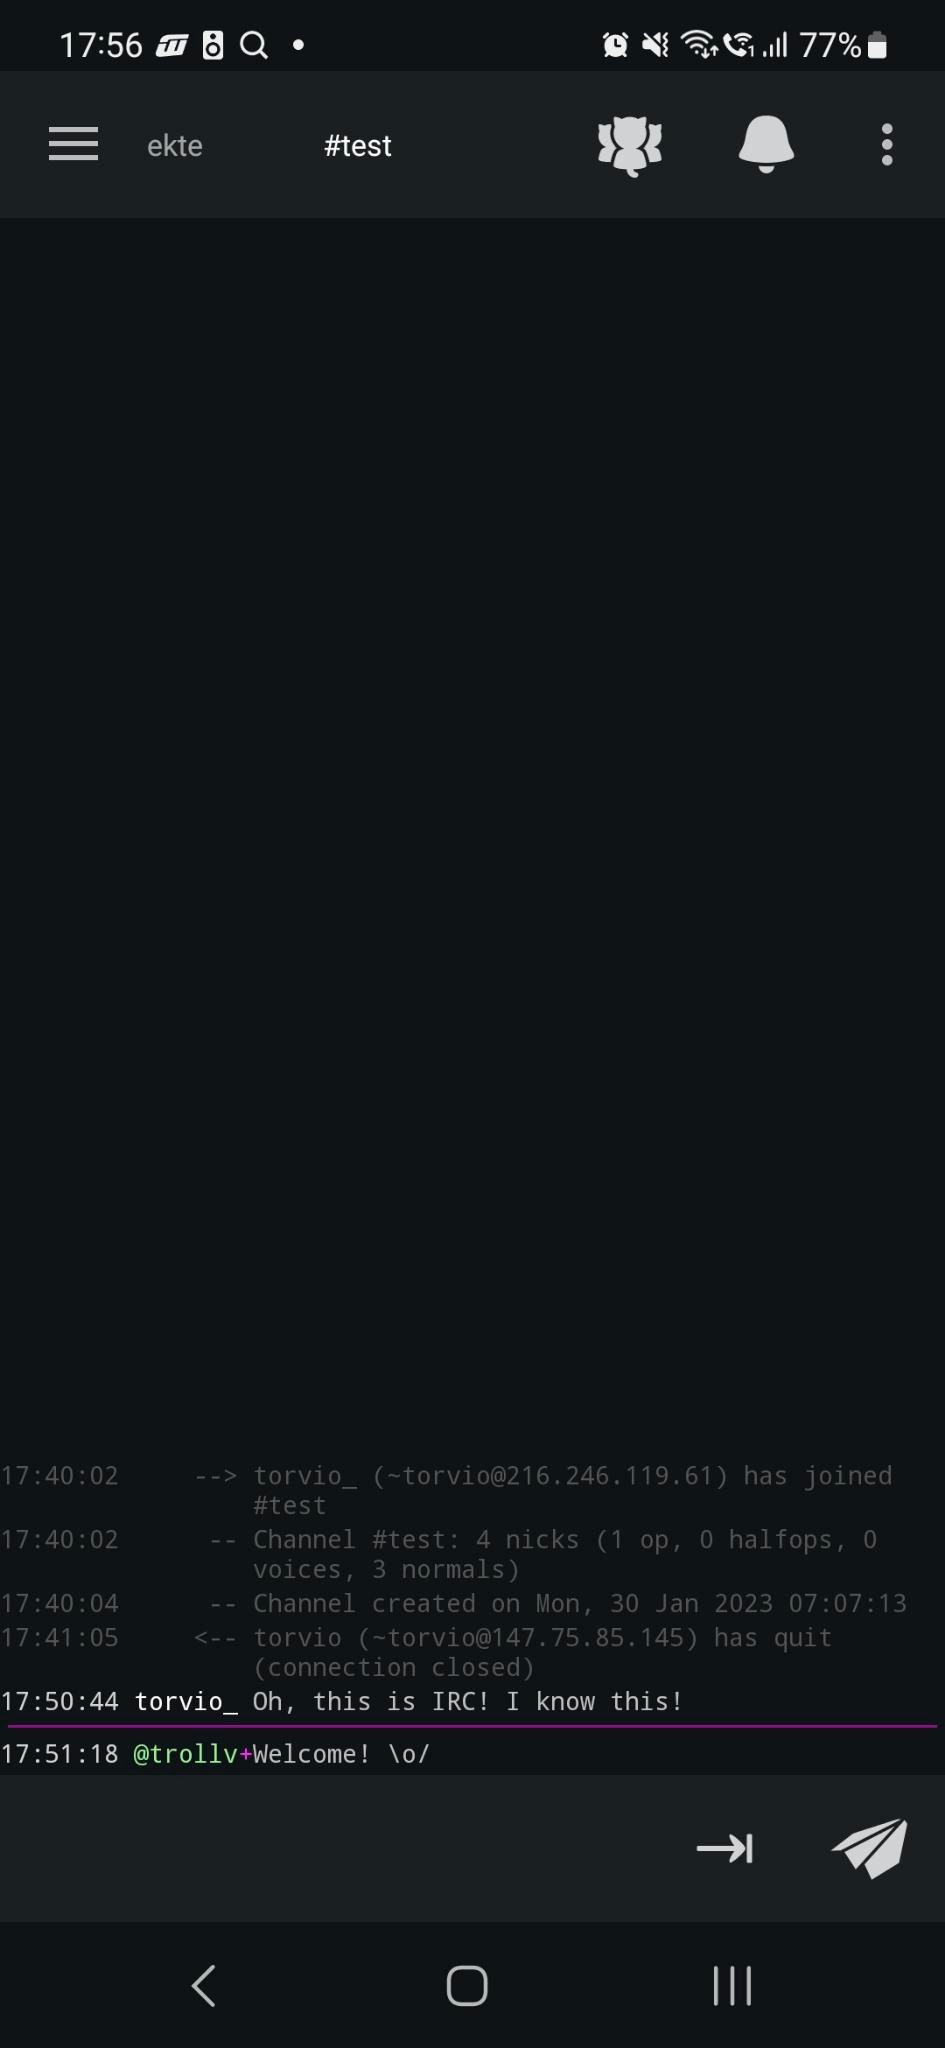 17:56 77%
ekte #test
17:40:02 --> torvio_ (~torvio@216.246.119.61) has joined
#test
17:40:02 -- Channel #test: 4 nicks (1 op, 0 halfops, 0
voices, 3 normals)
17:40:04 -- Channel created on Mon, 30 Jan 2023 07:07:13
17:41:05 <-- torvio (~torvio@147.75.85.145) has quit
(connection closed)
17:50:44 torvio_ Oh, this is IRC! I know this!
17:51:18 @trollv+Welcome! \o/